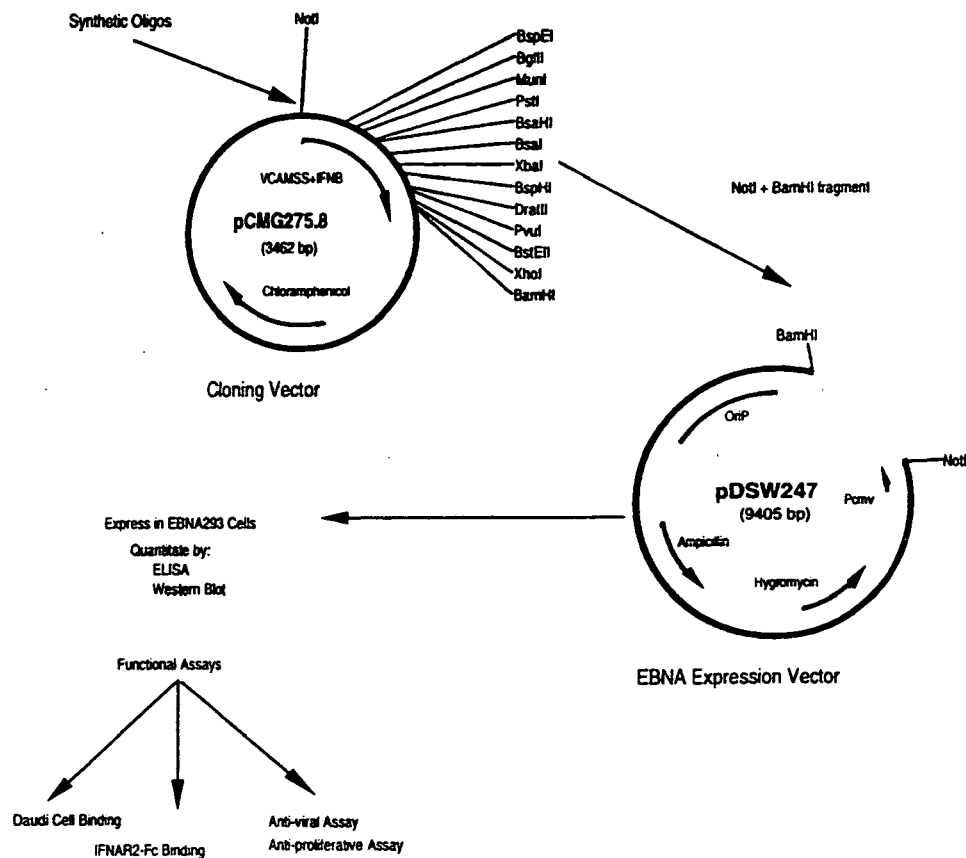 Synthetic Oligos
NotI
BspEI
BglII
MunI
PstI
BsaHI
BsaI
XbaI
BspHI
DraIII
PvuI
BstEII
XhoI
BamHI
VCAMSS+IFNB
pCMG275.8
(3462 bp)
Chloramphenicol
Cloning Vector
NotI + BamHI fragment
BamHI
OriP
NotI
pDSW247
(9405 bp)
Pcmv
Ampicillin
Hygromycin
EBNA Expression Vector
Express in EBNA293 Cells
Quantitate by:
ELISA
Western Blot
Functional Assays
Daudi Cell Binding
IFNAR2-Fc Binding
Anti-viral Assay
Anti-proliferative Assay